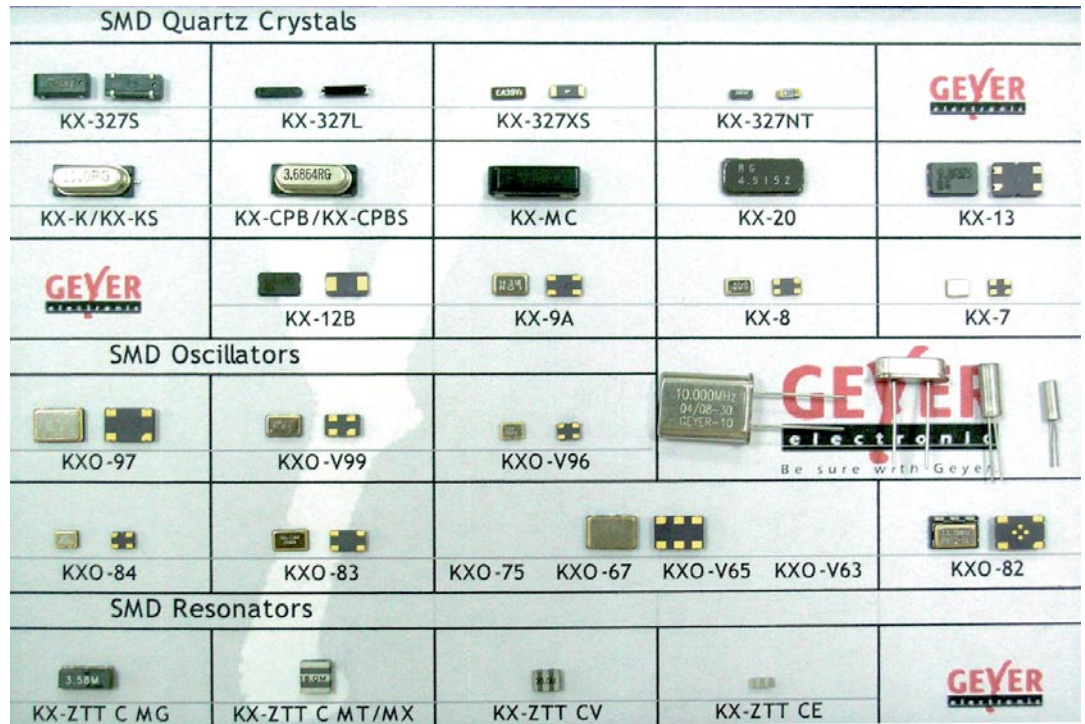 SMD Quartz Crystals
KX-327S KX-327L KX-327XS KX-327NT GEYER
electronic
3.6864RG
RG
4.5152
KX-K/KX-KS KX-CPB/KX-CPBS KX-MC KX-20 KX-13
GEYER
electronic
KX-12B KX-9A KX-8 KX-7
SMD Oscillators
10.000MHz
04/08-30
GEYER-10
GEYER
electronic
Be sure with Geyer.
KXO-97 KXO-V99 KXO-V96
KXO-84 KXO-83 KXO-75 KXO-67 KXO-V65 KXO-V63 KXO-82
SMD Resonators
3.58M
GEYER
electronic
KX-ZTT C MG KX-ZTT C MT/MX KX-ZTT CV KX-ZTT CE